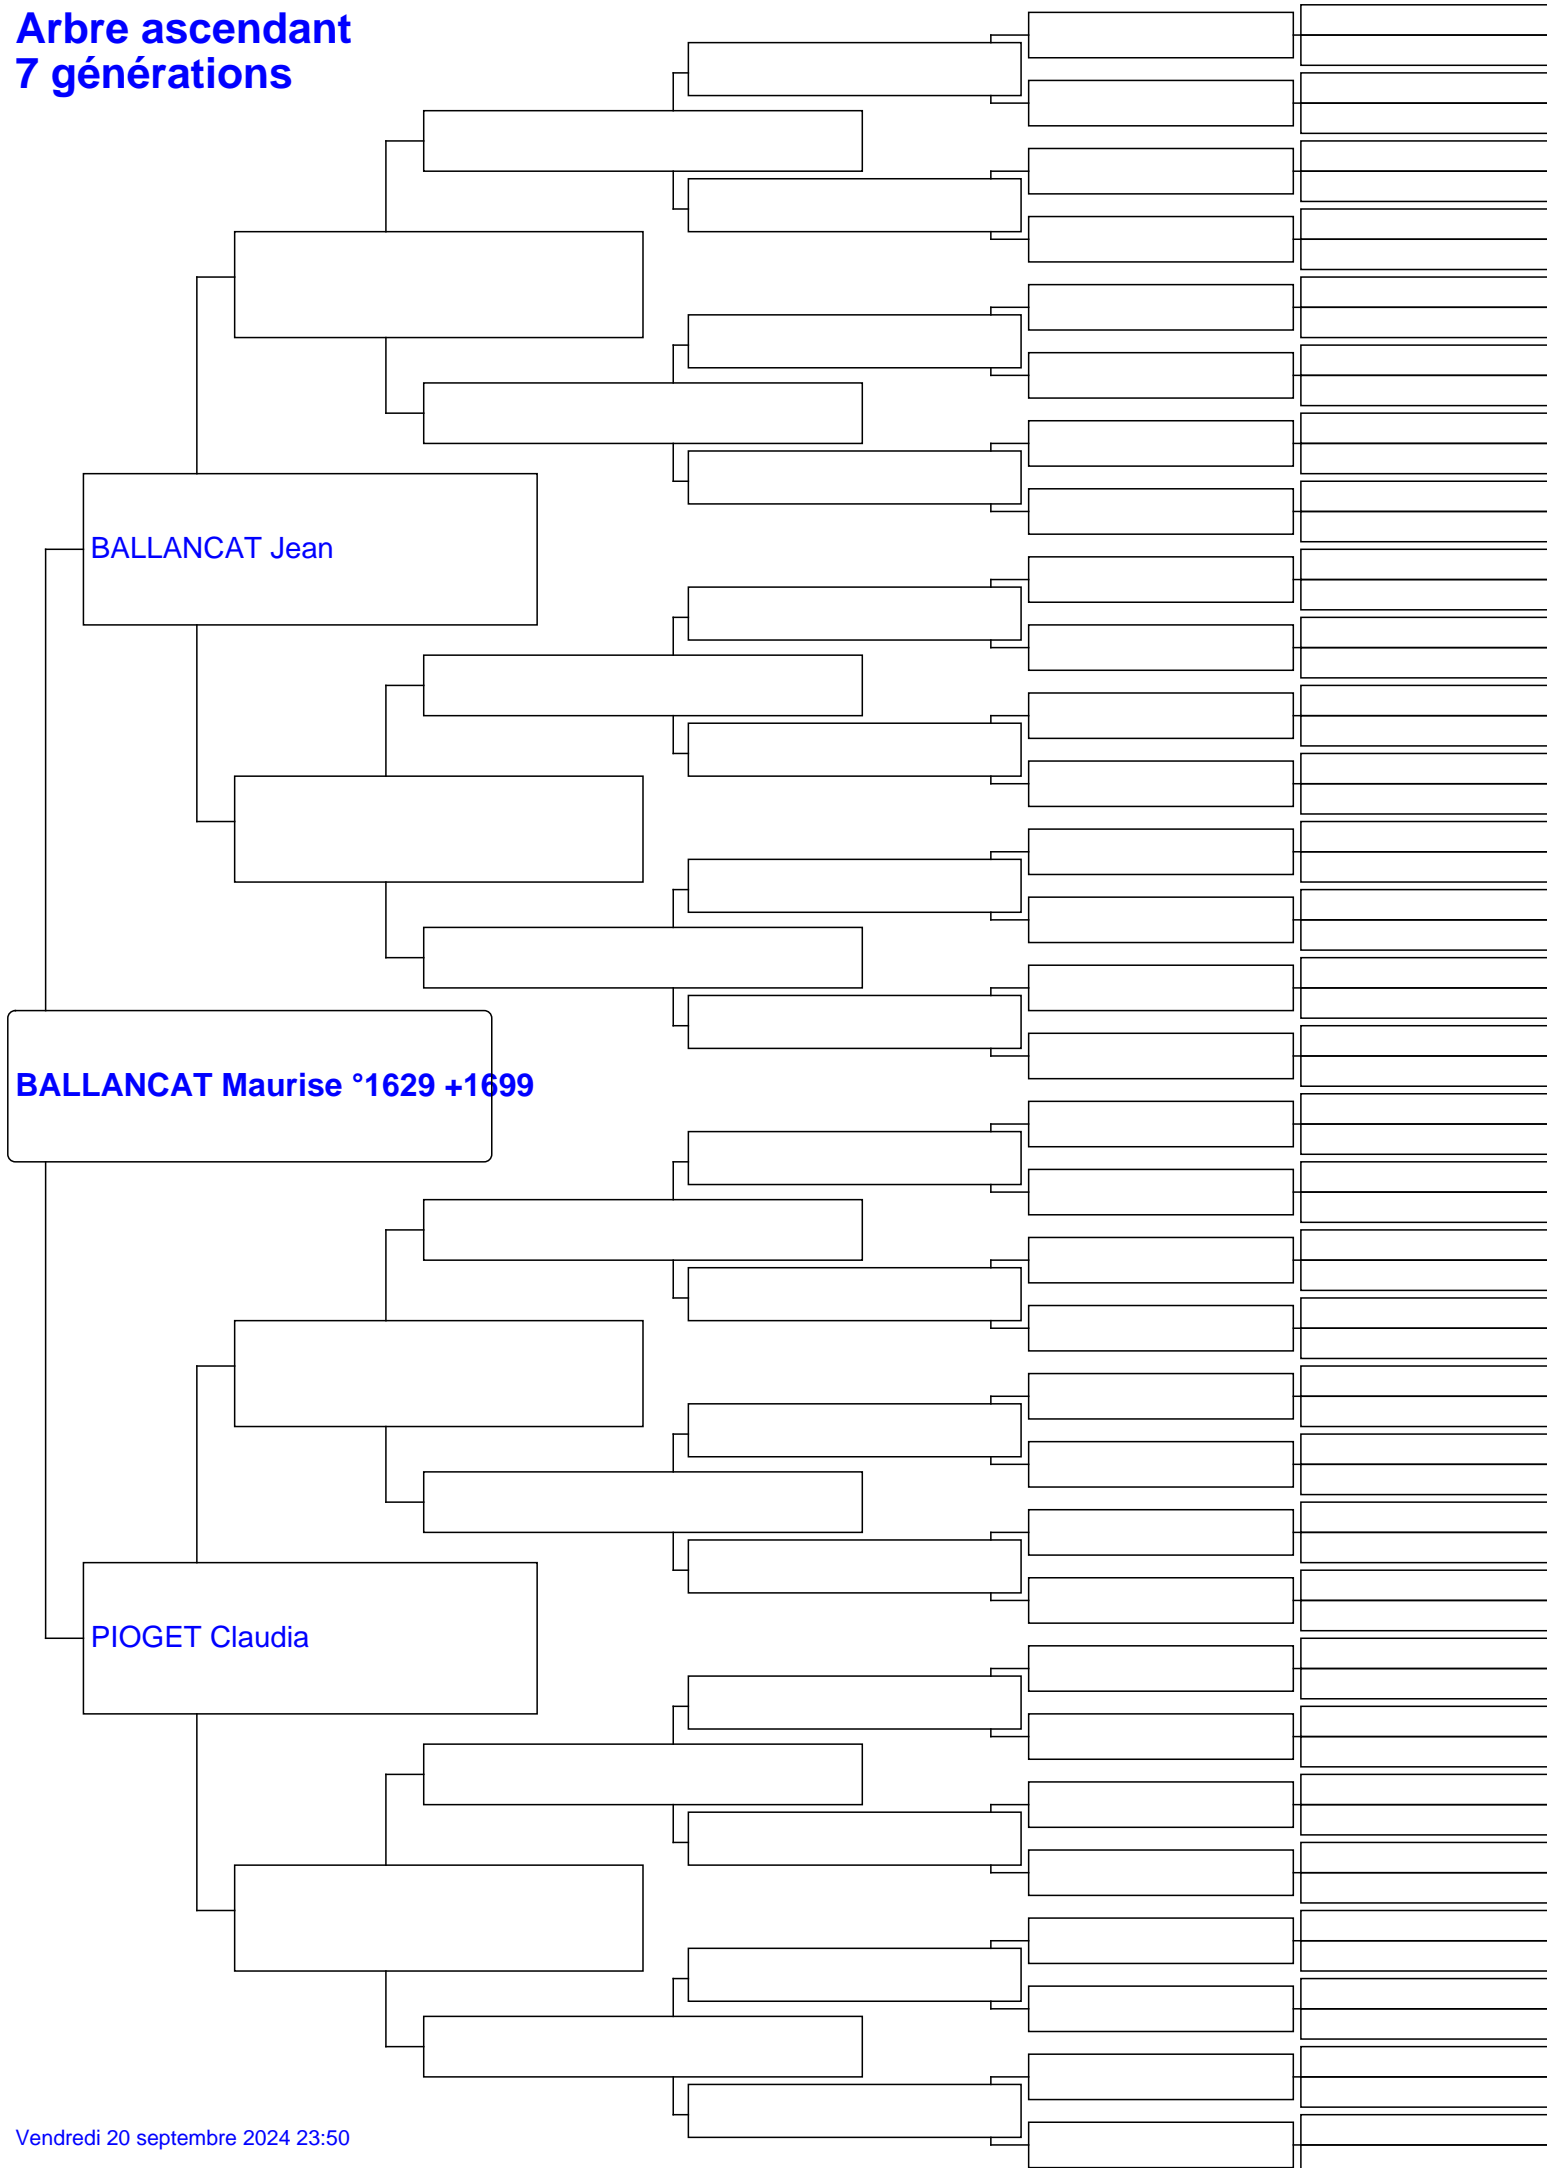 Arbre ascendant
7 générations
BALLANCAT Jean
BALLANCAT Maurise °1629 +1699
PIOGET Claudia
Vendredi 20 septembre 2024 23:50